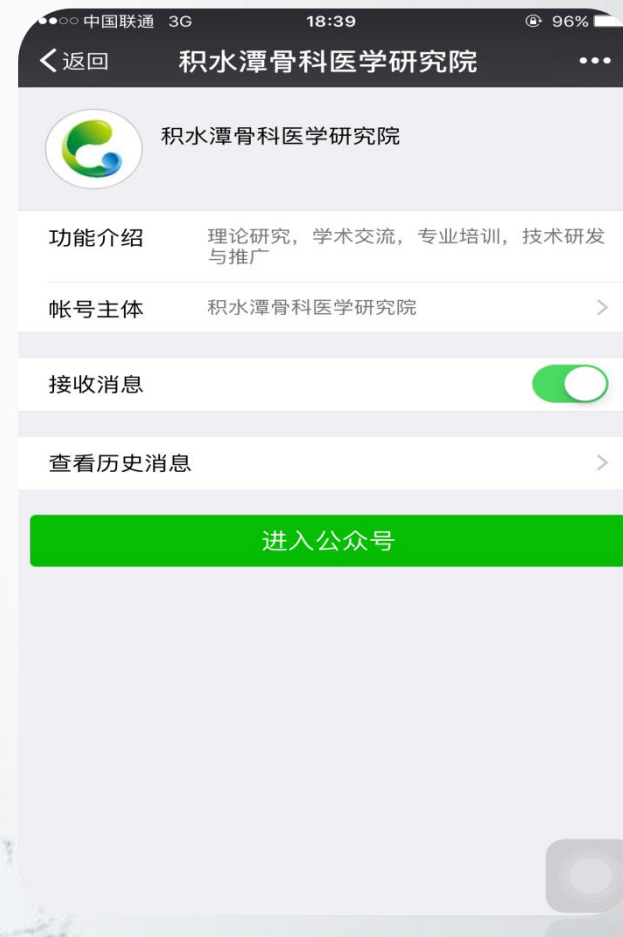 中国联通 3G 18:39 96%
返回 积水潭骨科医学研究院
积水潭骨科医学研究院
功能介绍 理论研究，学术交流，专业培训，技术研发
与推广
帐号主体 积水潭骨科医学研究院
接收消息
查看历史消息
进入公众号